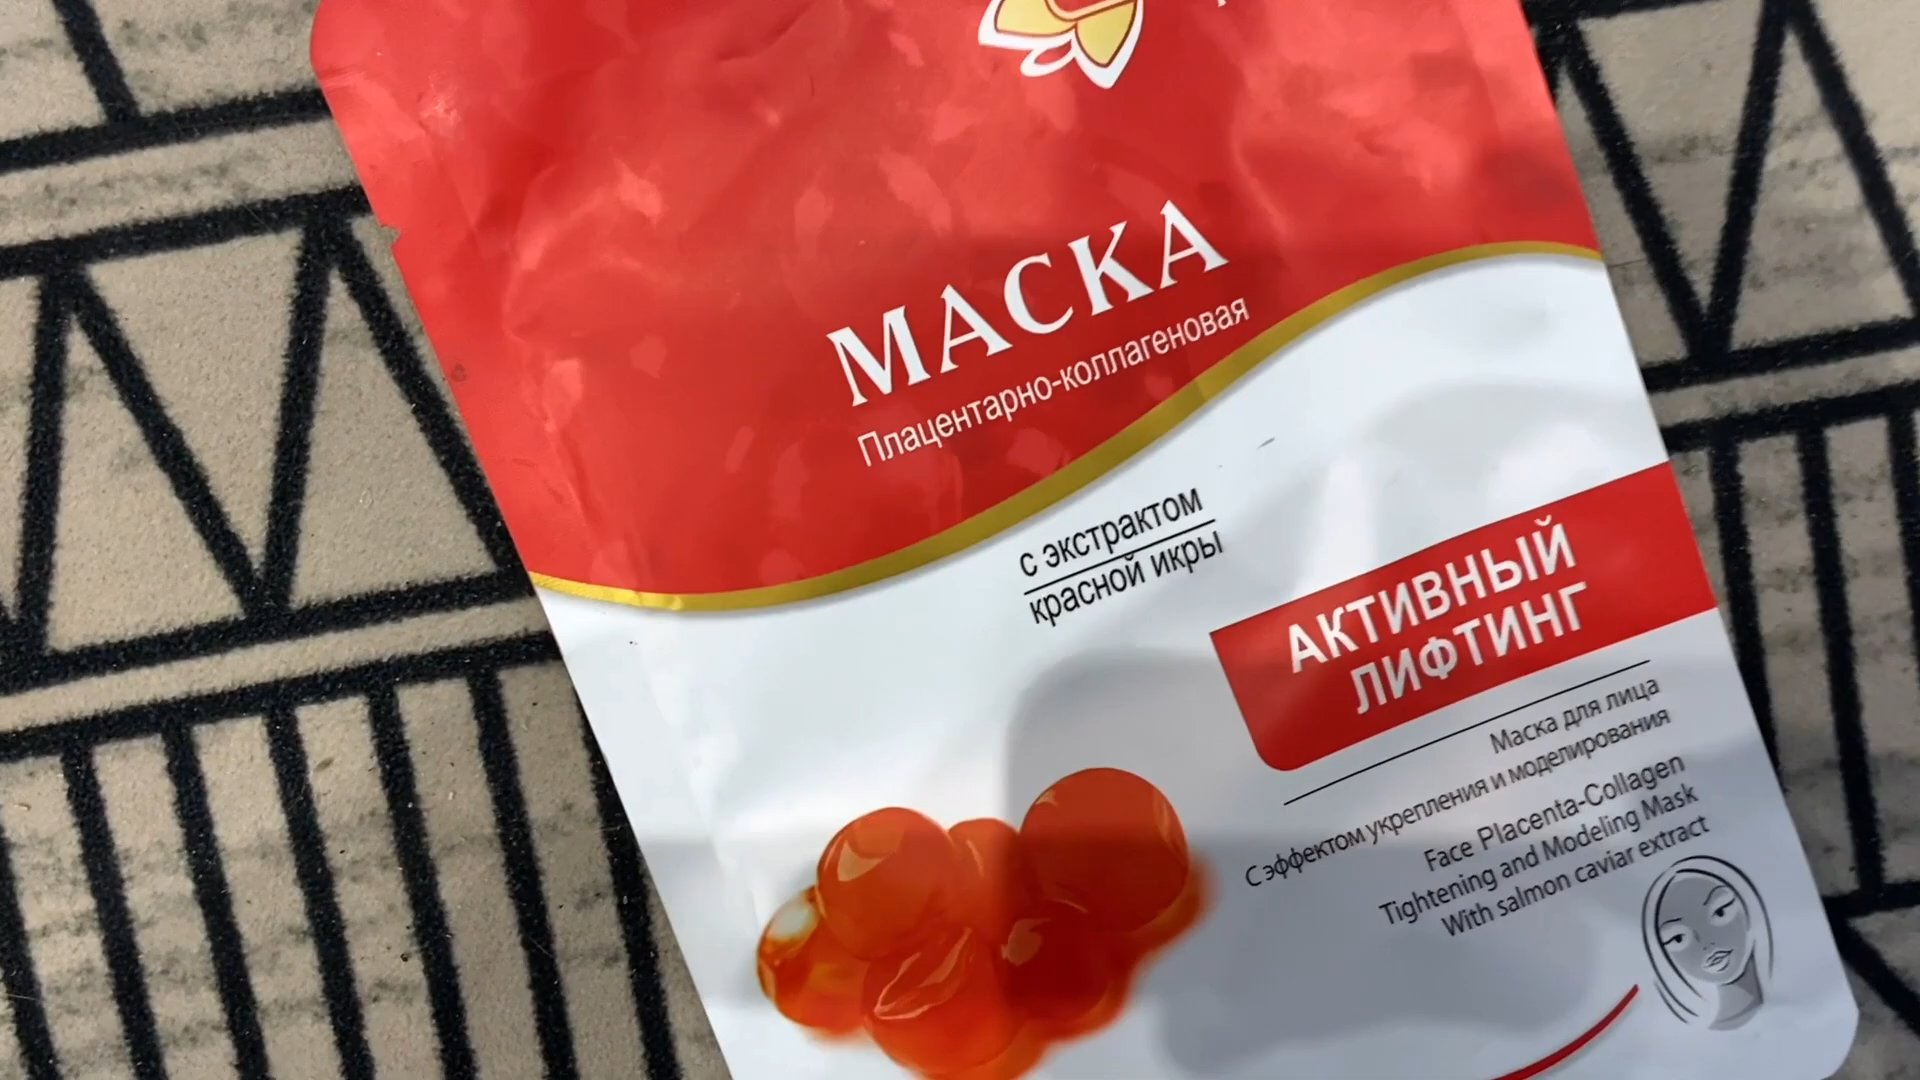 МАСКА
Плацентарно-коллагеновая
с экстрактом
красной икры
АКТИВНЫЙ
ЛИФТИНГ
Маска для лица
С эффектом укрепления и моделирования
Face Placenta-Collagen
Tightening and Modeling Mask
With salmon caviar extract